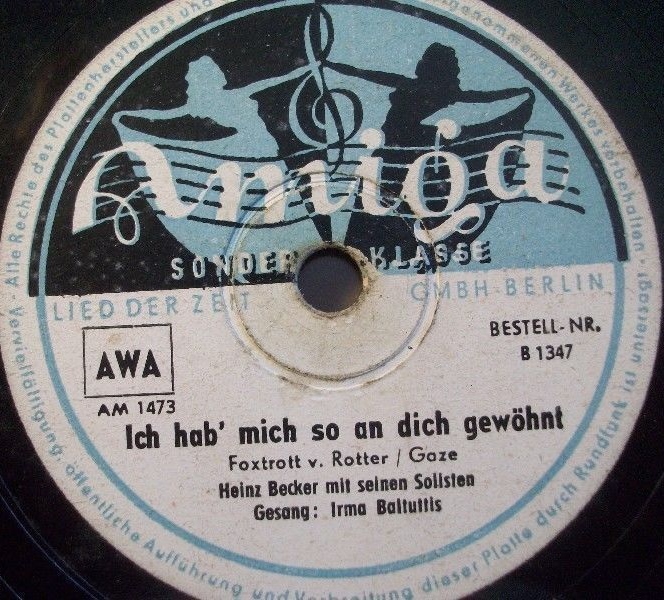 Amiga
SONDER KLASSE
LIED DER ZEIT GMBH-BERLIN
AWA
BESTELL-NR.
B 1347
AM 1473
Ich hab' mich so an dich gewöhnt
Foxtrott v. Rotter / Gaze
Heinz Becker mit seinen Solisten
Gesang: Irma Baltuttis
Alle Rechte des Plattenherstellers und genommenen Werkes vorbehalten · Vervielfältigung, öffentliche Aufführung und Verbreitung dieser Platte durch Rundfunk ist untersagt ·